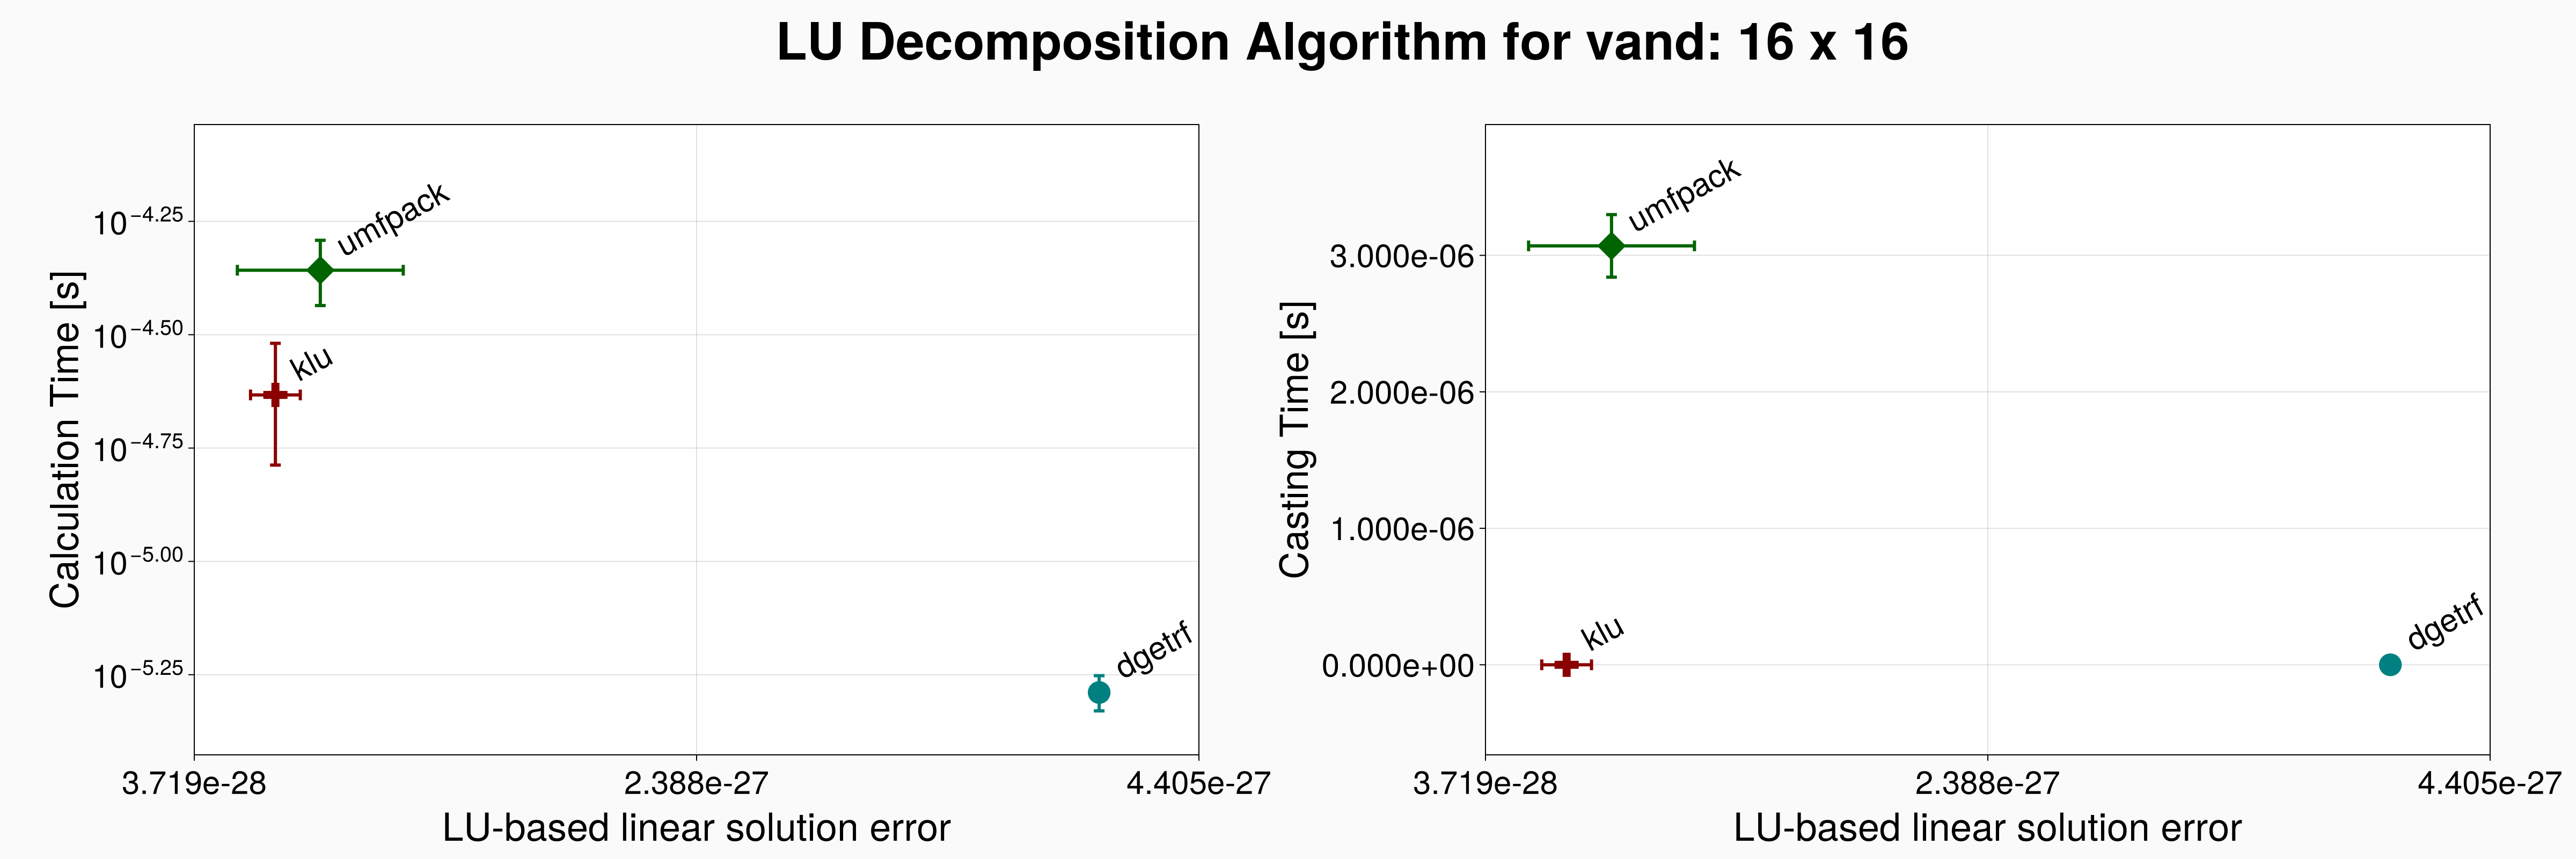 LU Decomposition Algorithm for vand: 16 x 16
Calculation Time [s]
10^−4.25
10^−4.50
10^−4.75
10^−5.00
10^−5.25
umfpack
klu
dgetrf
3.719e-28 2.388e-27 4.405e-27
LU-based linear solution error
Casting Time [s]
3.000e-06
2.000e-06
1.000e-06
0.000e+00
umfpack
klu
dgetrf
3.719e-28 2.388e-27 4.405e-27
LU-based linear solution error